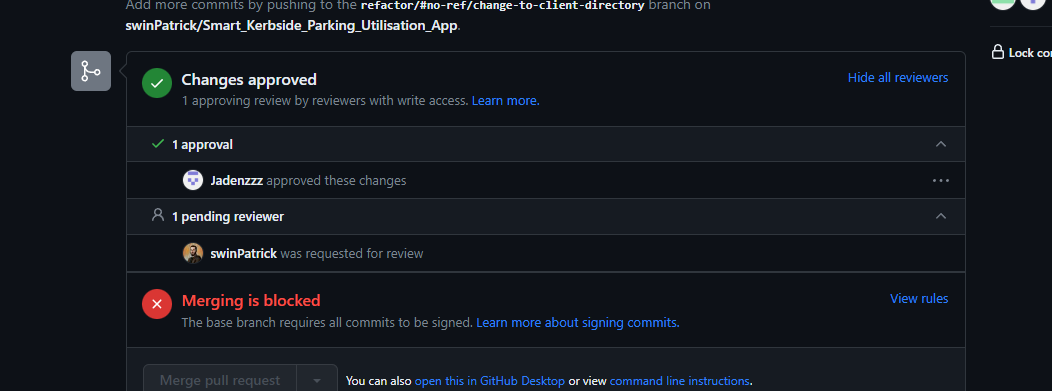 Add more commits by pushing to the refactor/#no-ref/change-to-client-directory branch on
swinPatrick/Smart_Kerbside_Parking_Utilisation_App.
Changes approved
Hide all reviewers
1 approving review by reviewers with write access. Learn more.
1 approval
Jadenzzz approved these changes
1 pending reviewer
swinPatrick was requested for review
Merging is blocked
View rules
The base branch requires all commits to be signed. Learn more about signing commits.
Merge pull request
You can also open this in GitHub Desktop or view command line instructions.
Lock